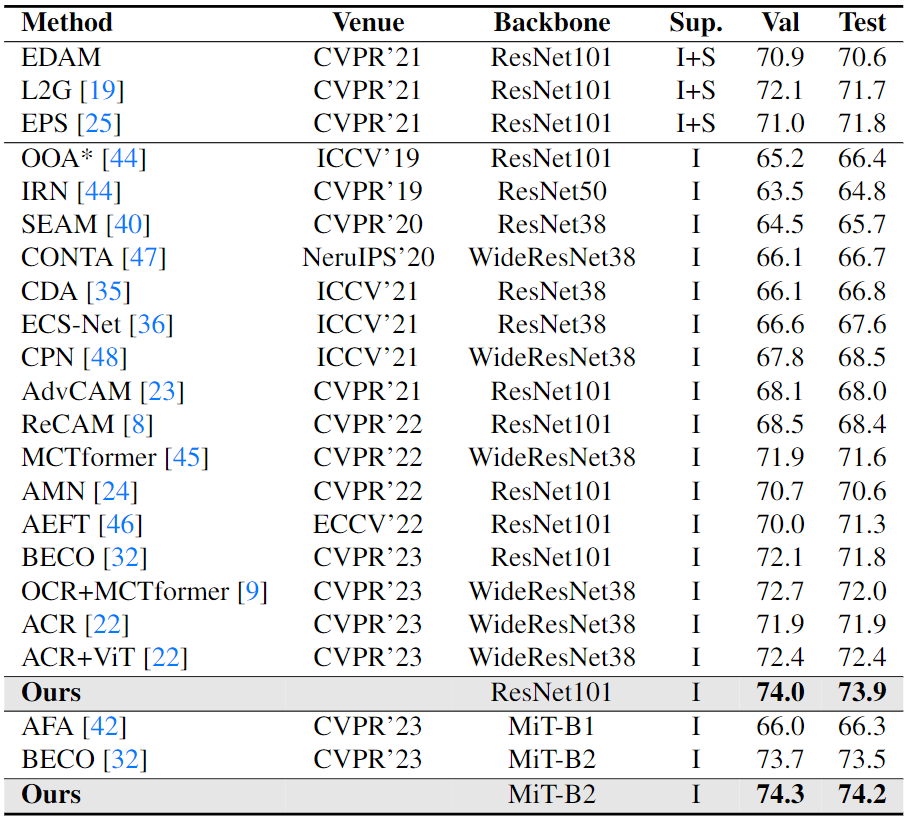 Method Venue Backbone Sup. Val Test
EDAM CVPR'21 ResNet101 I+S 70.9 70.6
L2G [19] CVPR'21 ResNet101 I+S 72.1 71.7
EPS [25] CVPR'21 ResNet101 I+S 71.0 71.8
OOA* [44] ICCV'19 ResNet101 I 65.2 66.4
IRN [44] CVPR'19 ResNet50 I 63.5 64.8
SEAM [40] CVPR'20 ResNet38 I 64.5 65.7
CONTA [47] NeruIPS'20 WideResNet38 I 66.1 66.7
CDA [35] ICCV'21 ResNet38 I 66.1 66.8
ECS-Net [36] ICCV'21 ResNet38 I 66.6 67.6
CPN [48] ICCV'21 WideResNet38 I 67.8 68.5
AdvCAM [23] CVPR'21 ResNet101 I 68.1 68.0
ReCAM [8] CVPR'22 ResNet101 I 68.5 68.4
MCTformer [45] CVPR'22 WideResNet38 I 71.9 71.6
AMN [24] CVPR'22 ResNet101 I 70.7 70.6
AEFT [46] ECCV'22 ResNet101 I 70.0 71.3
BECO [32] CVPR'23 ResNet101 I 72.1 71.8
OCR+MCTformer [9] CVPR'23 WideResNet38 I 72.7 72.0
ACR [22] CVPR'23 WideResNet38 I 71.9 71.9
ACR+ViT [22] CVPR'23 WideResNet38 I 72.4 72.4
Ours ResNet101 I 74.0 73.9
AFA [42] CVPR'23 MiT-B1 I 66.0 66.3
BECO [32] CVPR'23 MiT-B2 I 73.7 73.5
Ours MiT-B2 I 74.3 74.2